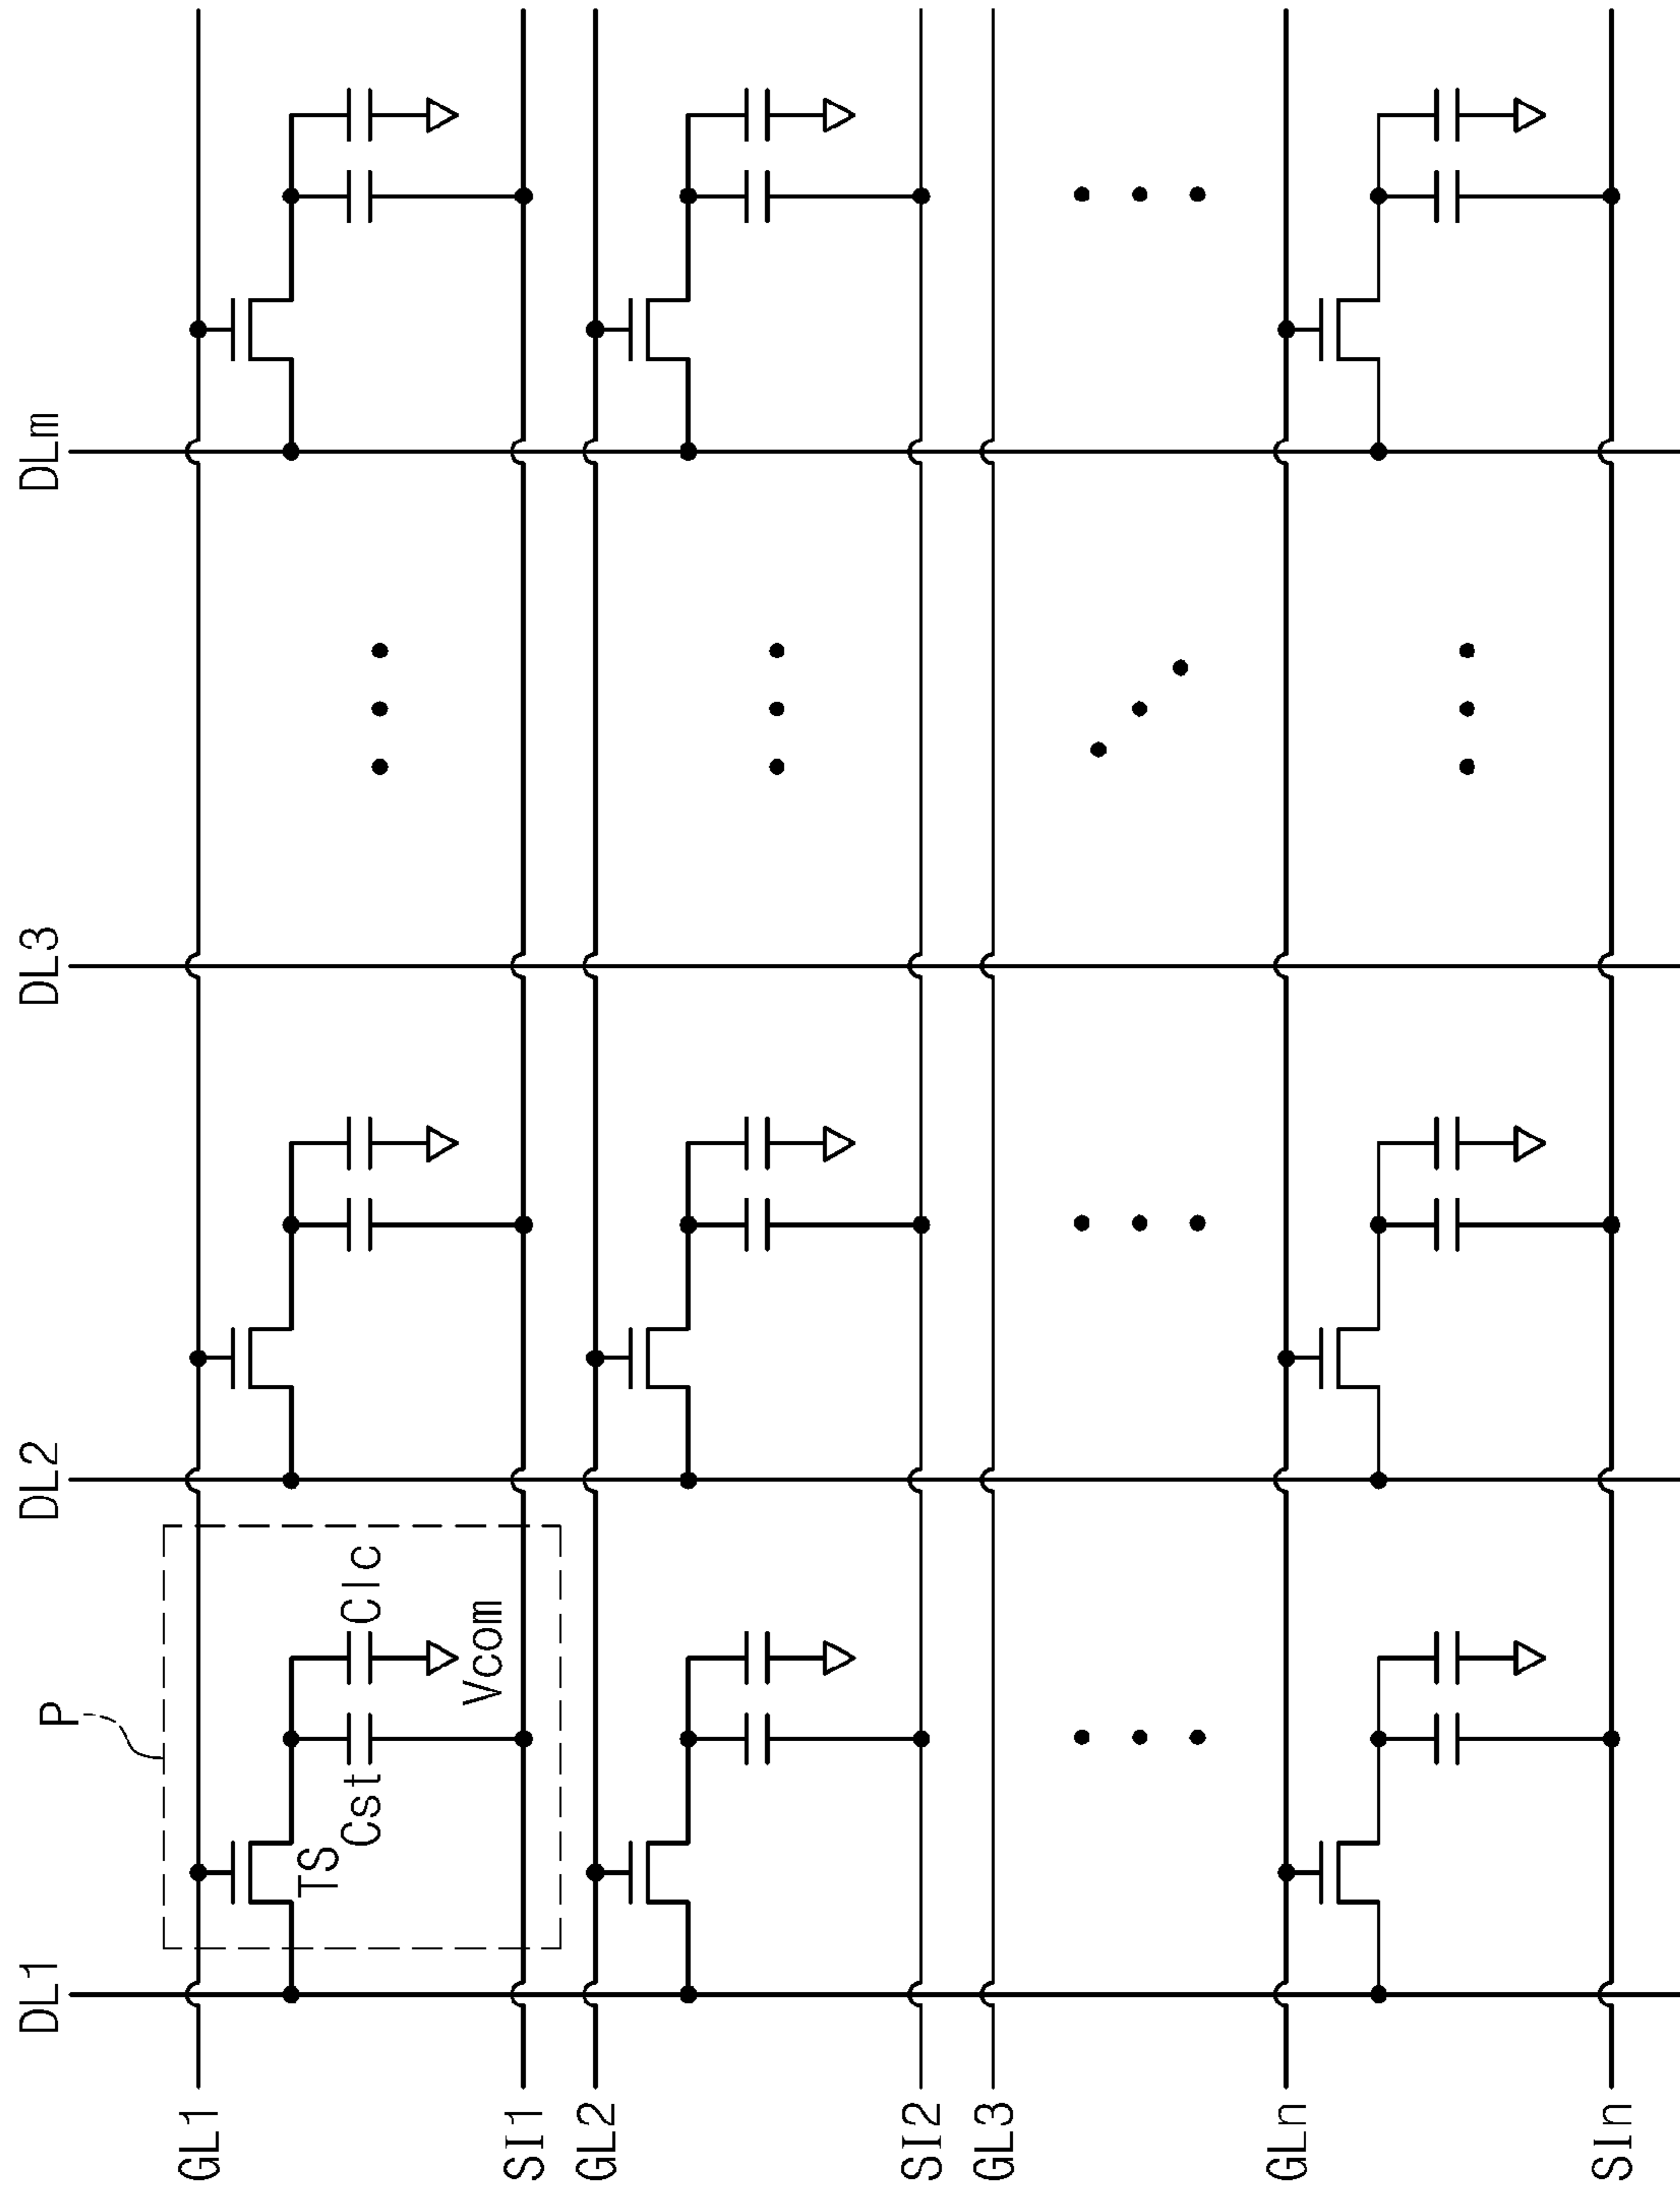 DL1
DL2
DL3
DLm
P
GL1
TS
Cst
Clc
Vcom
SI1
GL2
SI2
GL3
GLn
SIn